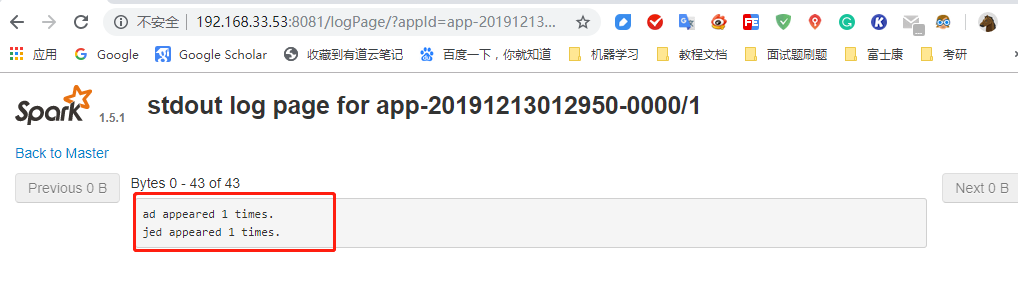 不安全 | 192.168.33.53:8081/logPage/?appId=app-20191213...
应用 Google Google Scholar 收藏到有道云笔记 百度一下，你就知道 机器学习 教程文档 面试题刷题 富士康 考研
Spark 1.5.1 stdout log page for app-20191213012950-0000/1
Back to Master
Previous 0 B Bytes 0 - 43 of 43 Next 0 B
ad appeared 1 times.
jed appeared 1 times.